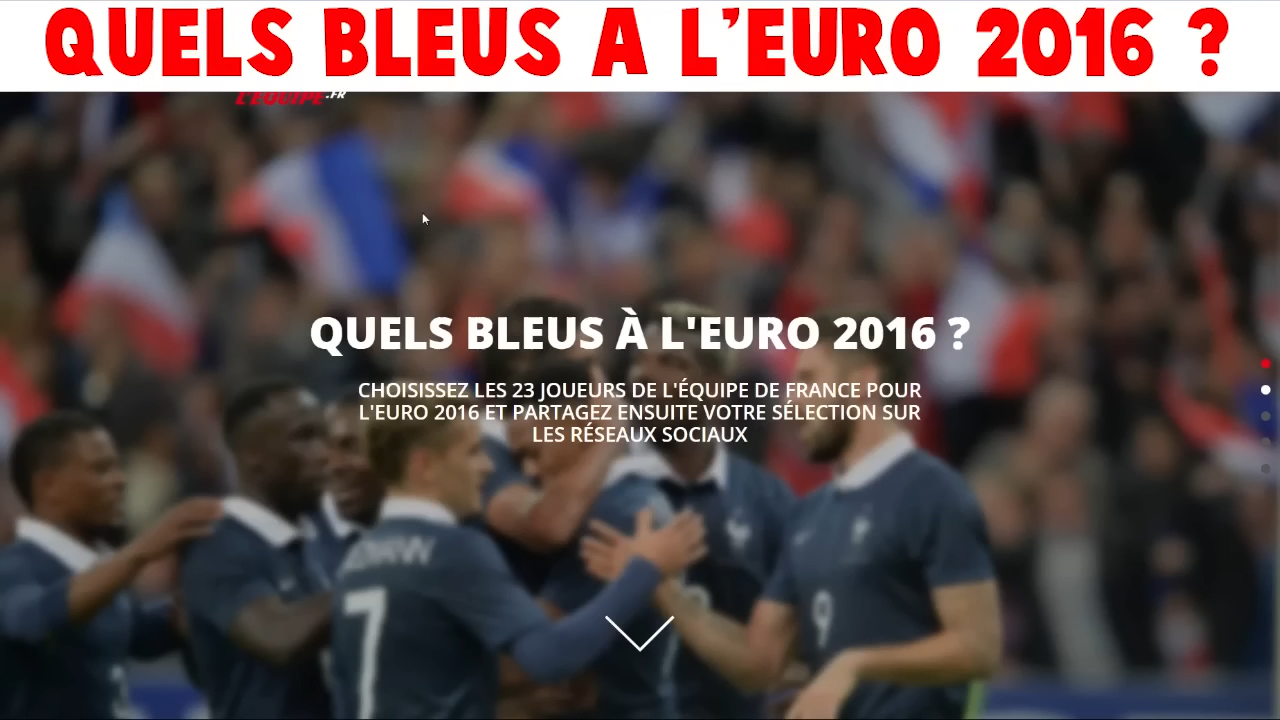 QUELS BLEUS A L'EURO 2016 ?
L'ÉQUIPE.FR
QUELS BLEUS À L'EURO 2016 ?
CHOISISSEZ LES 23 JOUEURS DE L'ÉQUIPE DE FRANCE POUR
L'EURO 2016 ET PARTAGEZ ENSUITE VOTRE SÉLECTION SUR
LES RÉSEAUX SOCIAUX
7
9